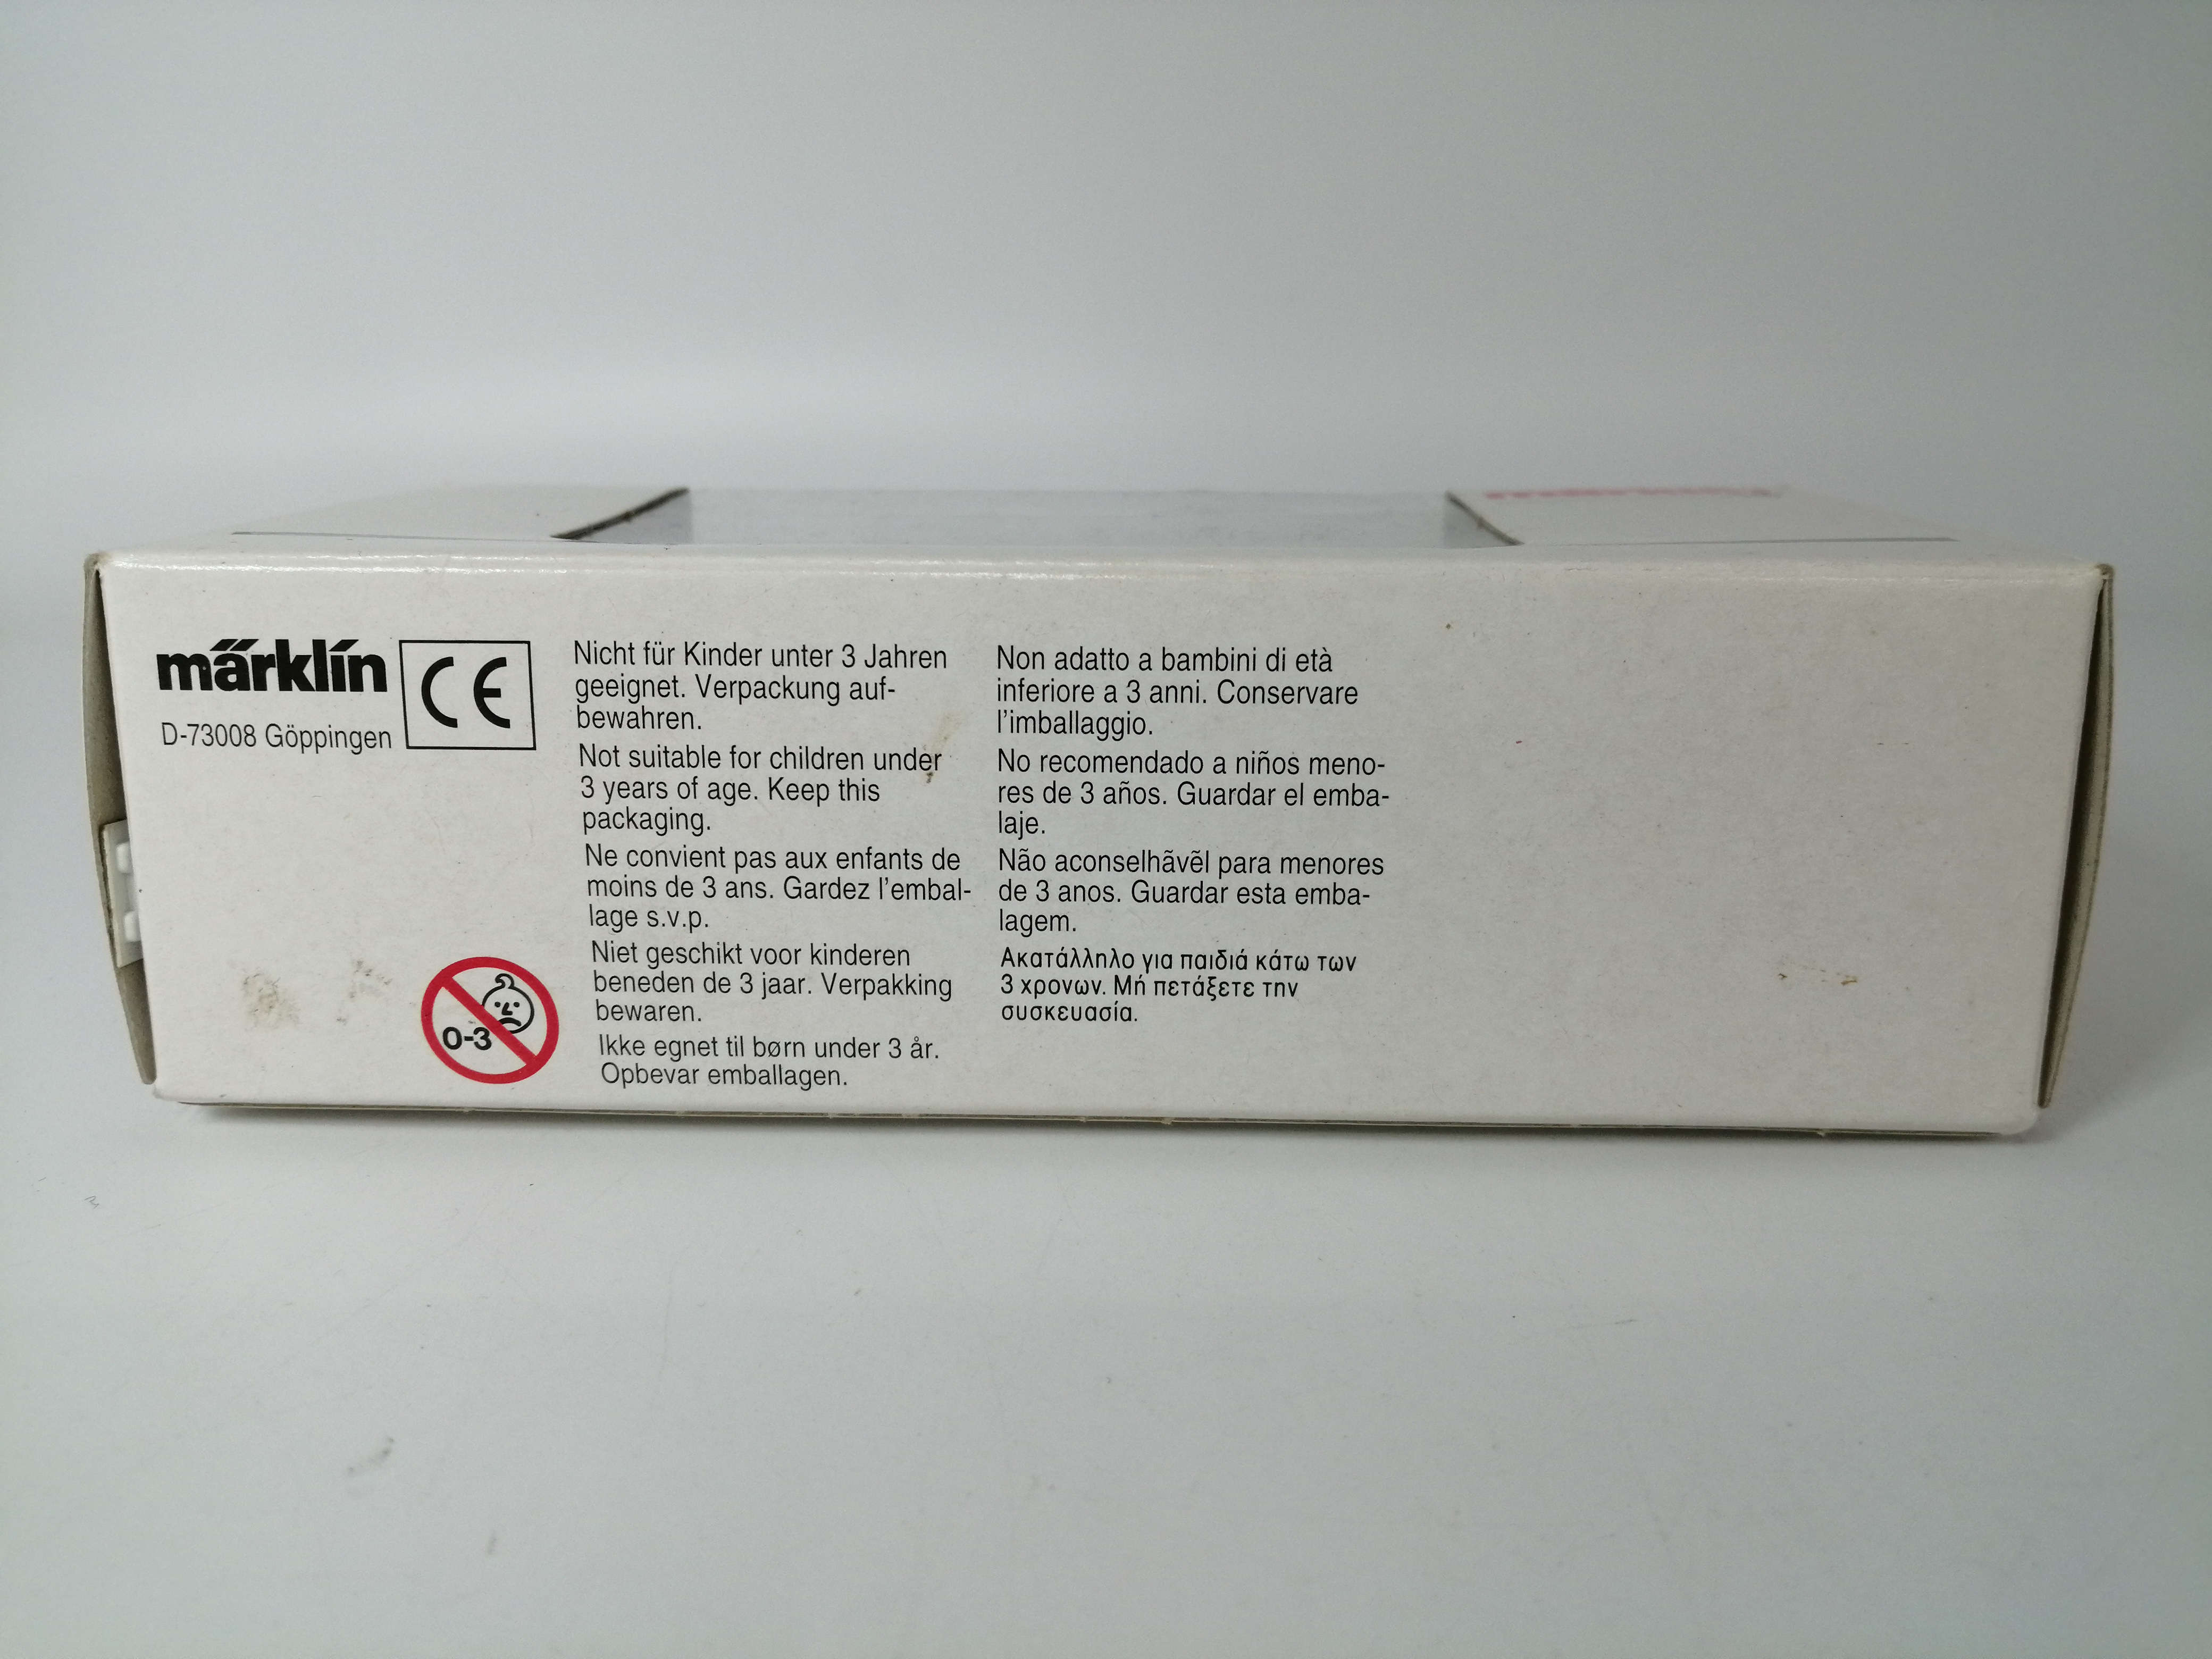 märklin
D-73008 Göppingen
CE
0-3
Nicht für Kinder unter 3 Jahren
geeignet. Verpackung auf-
bewahren.
Not suitable for children under
3 years of age. Keep this
packaging.
Ne convient pas aux enfants de
moins de 3 ans. Gardez l'embal-
lage s.v.p.
Niet geschikt voor kinderen
beneden de 3 jaar. Verpakking
bewaren.
Ikke egnet til børn under 3 år.
Opbevar emballagen.
Non adatto a bambini di età
inferiore a 3 anni. Conservare
l'imballaggio.
No recomendado a niños meno-
res de 3 años. Guardar el emba-
laje.
Não aconselhãvẽl para menores
de 3 anos. Guardar esta emba-
lagem.
Ακατάλληλο για παιδιά κάτω των
3 χρονων. Μή πετάξετε την
συσκευασία.